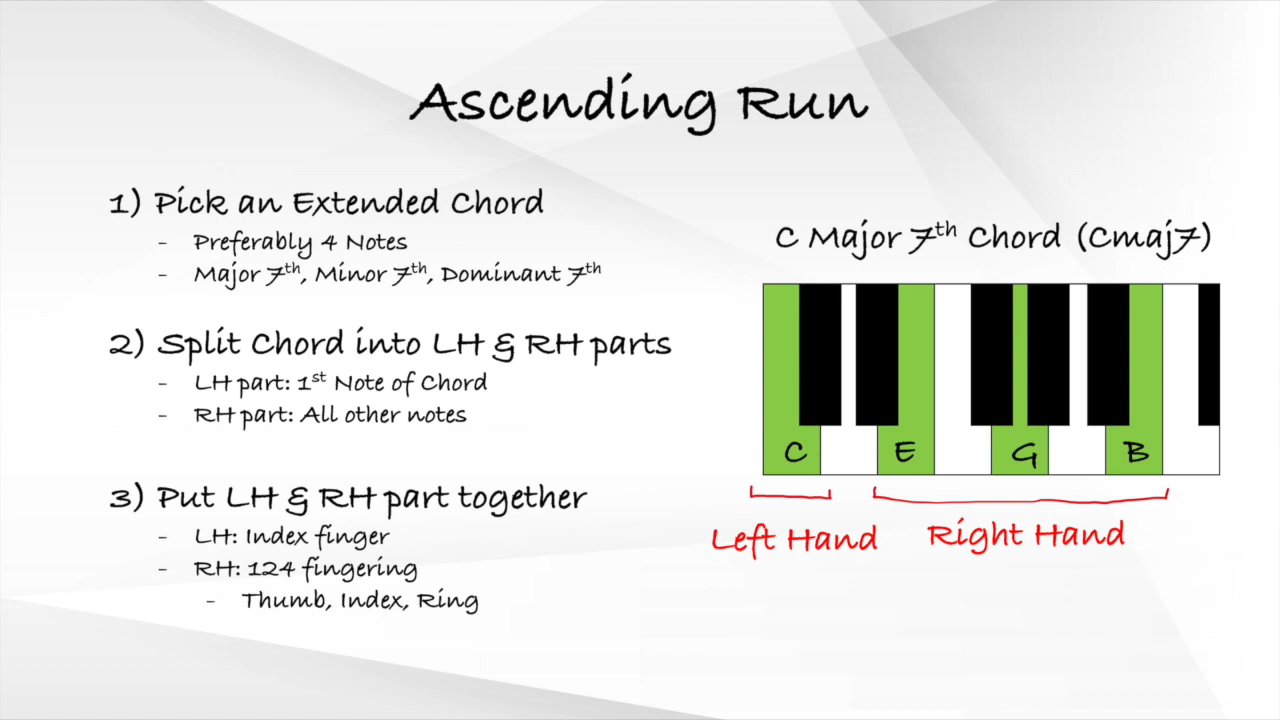 Ascending Run
1) Pick an Extended Chord
- Preferably 4 Notes
- Major 7th, Minor 7th, Dominant 7th
2) Split Chord into LH & RH parts
- LH part: 1st Note of Chord
- RH part: All other notes
3) Put LH & RH part together
- LH: Index finger
- RH: 124 fingering
- Thumb, Index, Ring
C Major 7th Chord (Cmaj7)
C E G B
Left Hand Right Hand